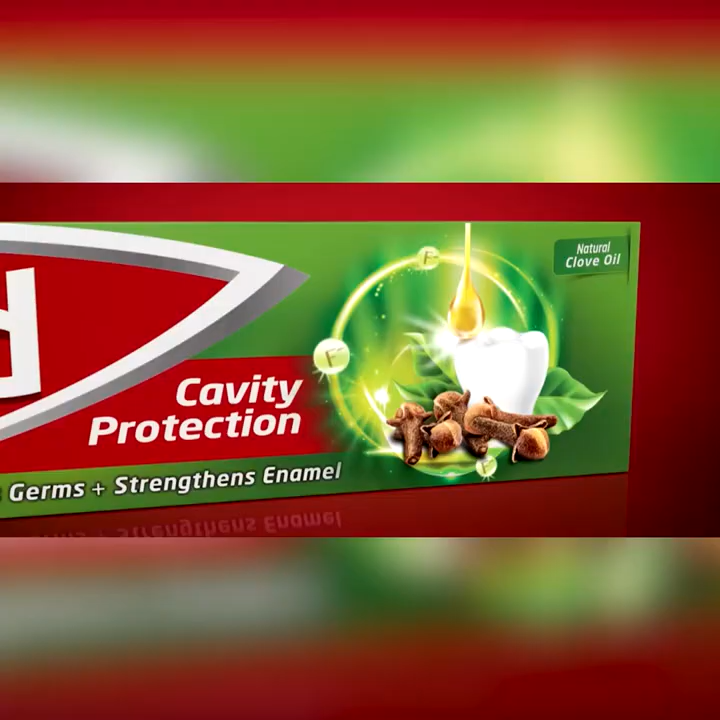 Natural
Clove Oil
d
Cavity
Protection
Germs + Strengthens Enamel
F
F
F